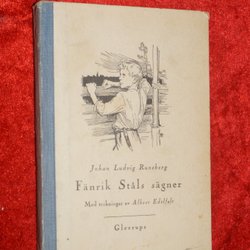 Johan Ludvig Runeberg
Fänrik Ståls sägner
Med teckningar av Albert Edelfelt
Gleerups